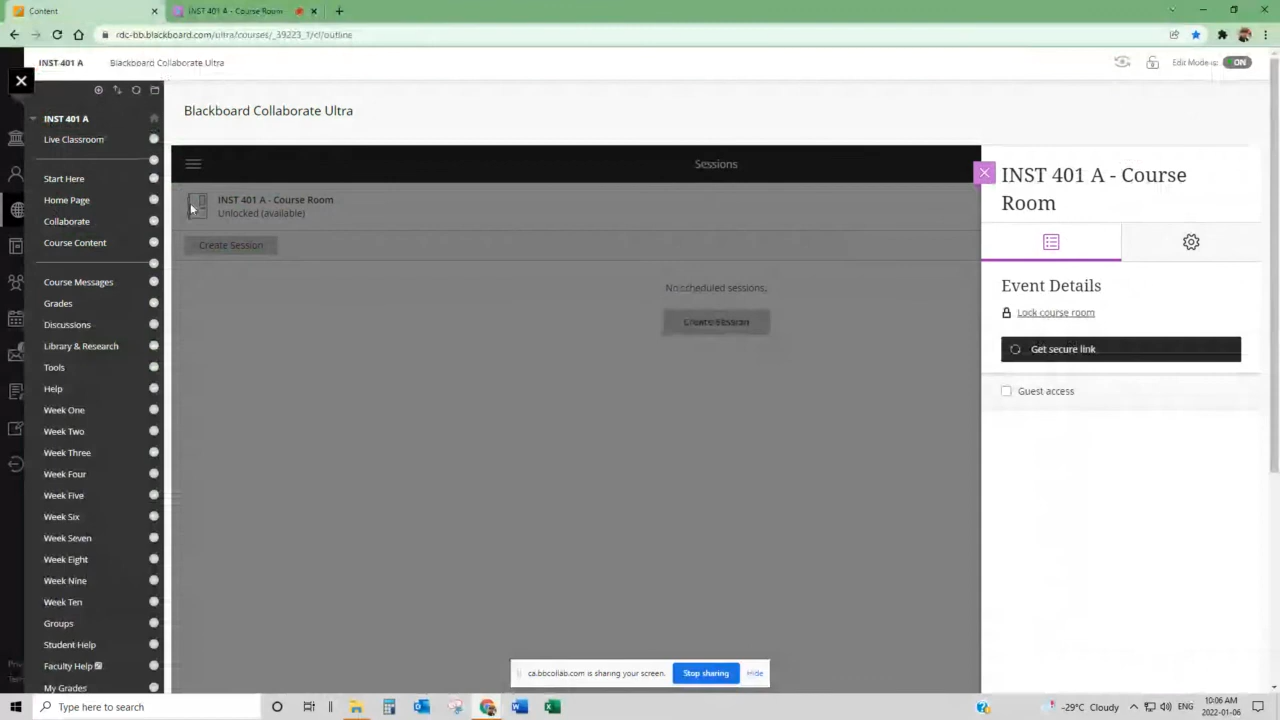 Content
INST 401 A - Course Room
rdc-bb.blackboard.com/ultra/courses/_39223_1/cl/outline
INST 401 A
Blackboard Collaborate Ultra
Edit Mode is:
ON
INST 401 A
Live Classroom
Start Here
Home Page
Collaborate
Course Content
Course Messages
Grades
Discussions
Library & Research
Tools
Help
Week One
Week Two
Week Three
Week Four
Week Five
Week Six
Week Seven
Week Eight
Week Nine
Week Ten
Groups
Student Help
Faculty Help
My Grades
Blackboard Collaborate Ultra
Sessions
INST 401 A - Course Room
Unlocked (available)
Create Session
No scheduled sessions.
Create Session
INST 401 A - Course
Room
Event Details
Lock course room
Get secure link
Guest access
ca.bbcollab.com is sharing your screen.
Stop sharing
Hide
Type here to search
-29°C Cloudy
10:06 AM
2022-01-06